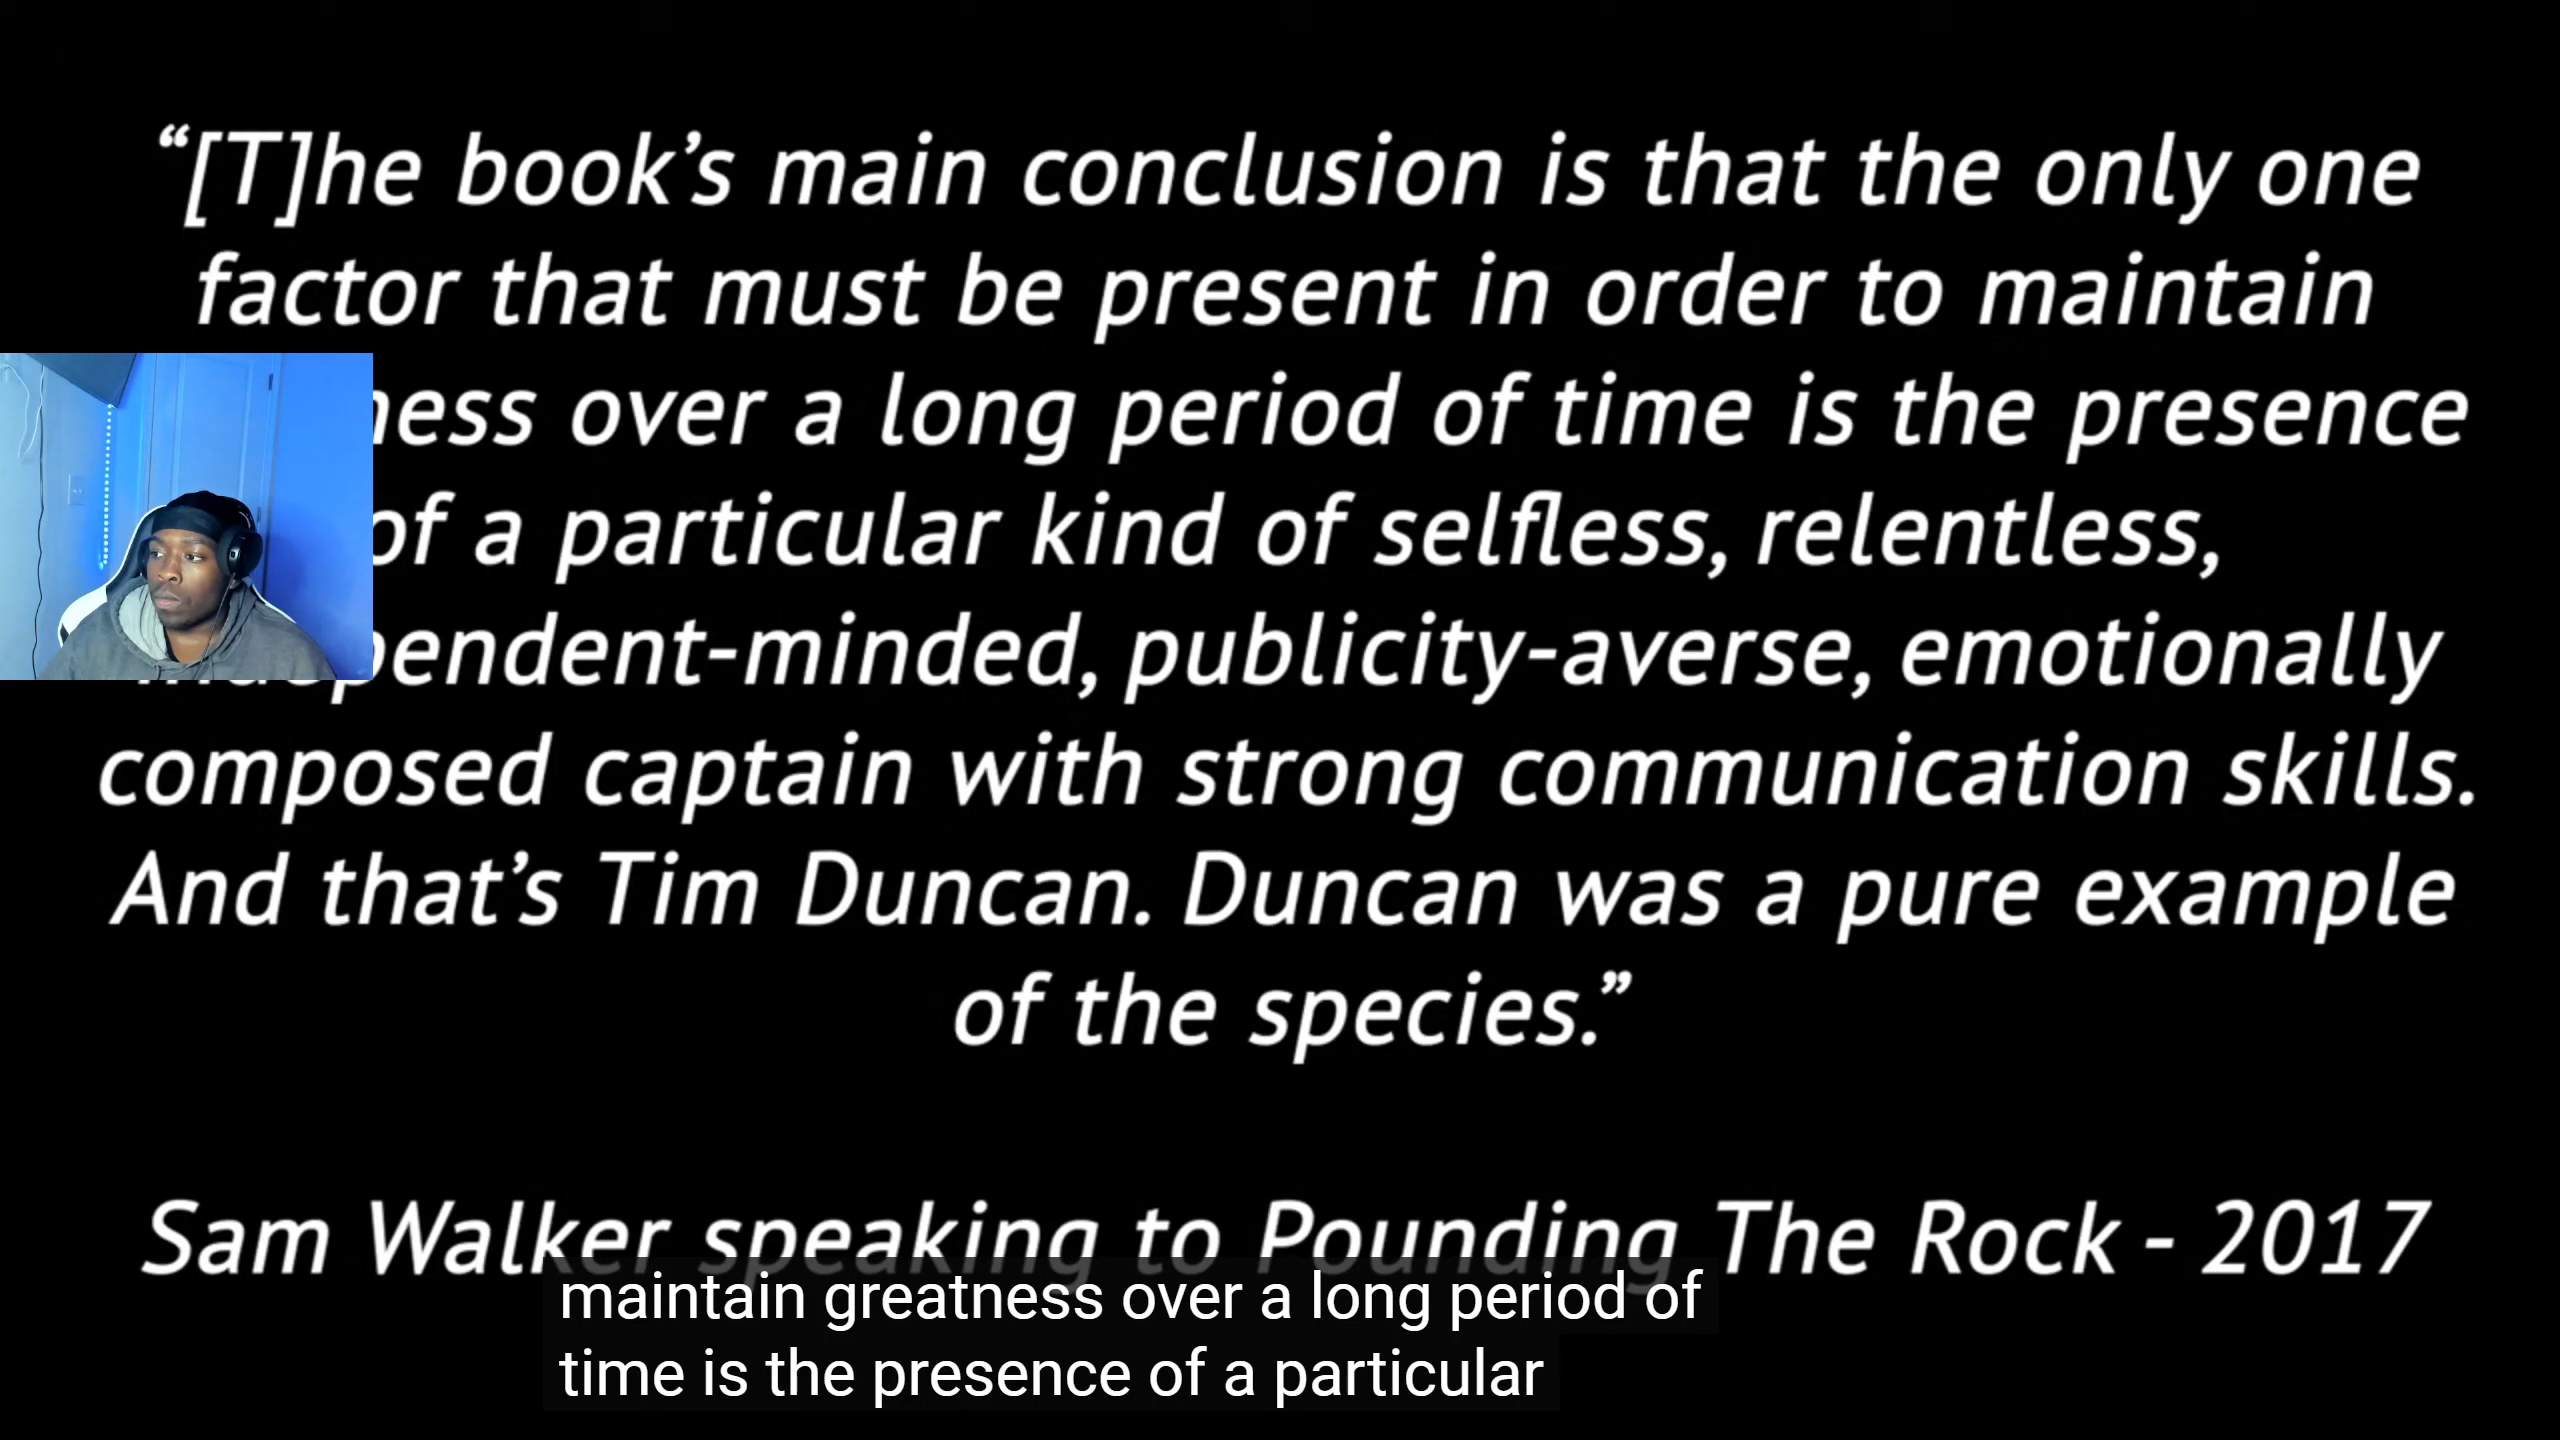 “[T]he book’s main conclusion is that the only one
factor that must be present in order to maintain
over a long period of time is the presence
of a particular kind of selfless, relentless,
publicity-averse, emotionally
composed captain with strong communication skills.
And that’s Tim Duncan. Duncan was a pure example
of the species.”
Sam Walker speaking to Pounding The Rock - 2017
maintain greatness over a long period of
time is the presence of a particular